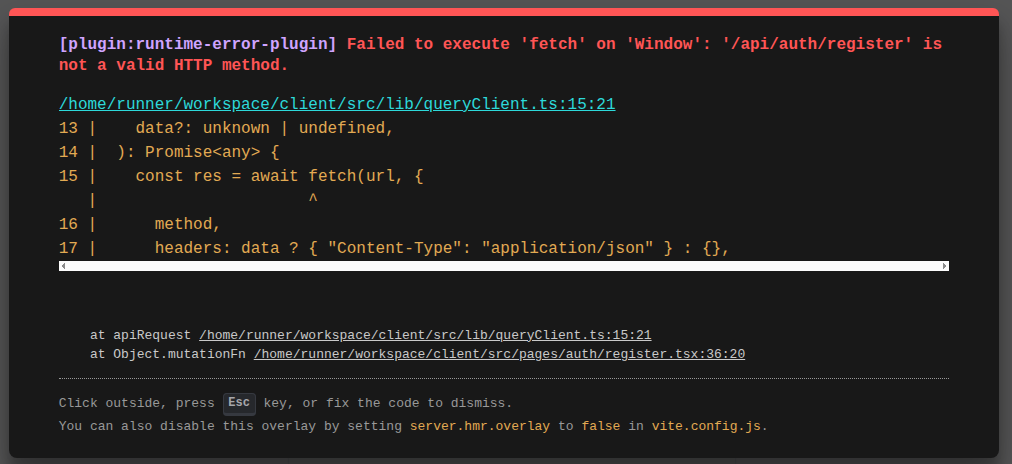 [plugin:runtime-error-plugin] Failed to execute 'fetch' on 'Window': '/api/auth/register' is
not a valid HTTP method.
/home/runner/workspace/client/src/lib/queryClient.ts:15:21
13 |    data?: unknown | undefined,
14 |  ): Promise<any> {
15 |    const res = await fetch(url, {
   |                      ^
16 |      method,
17 |      headers: data ? { "Content-Type": "application/json" } : {},
at apiRequest /home/runner/workspace/client/src/lib/queryClient.ts:15:21
at Object.mutationFn /home/runner/workspace/client/src/pages/auth/register.tsx:36:20
Click outside, press Esc key, or fix the code to dismiss.
You can also disable this overlay by setting server.hmr.overlay to false in vite.config.js.